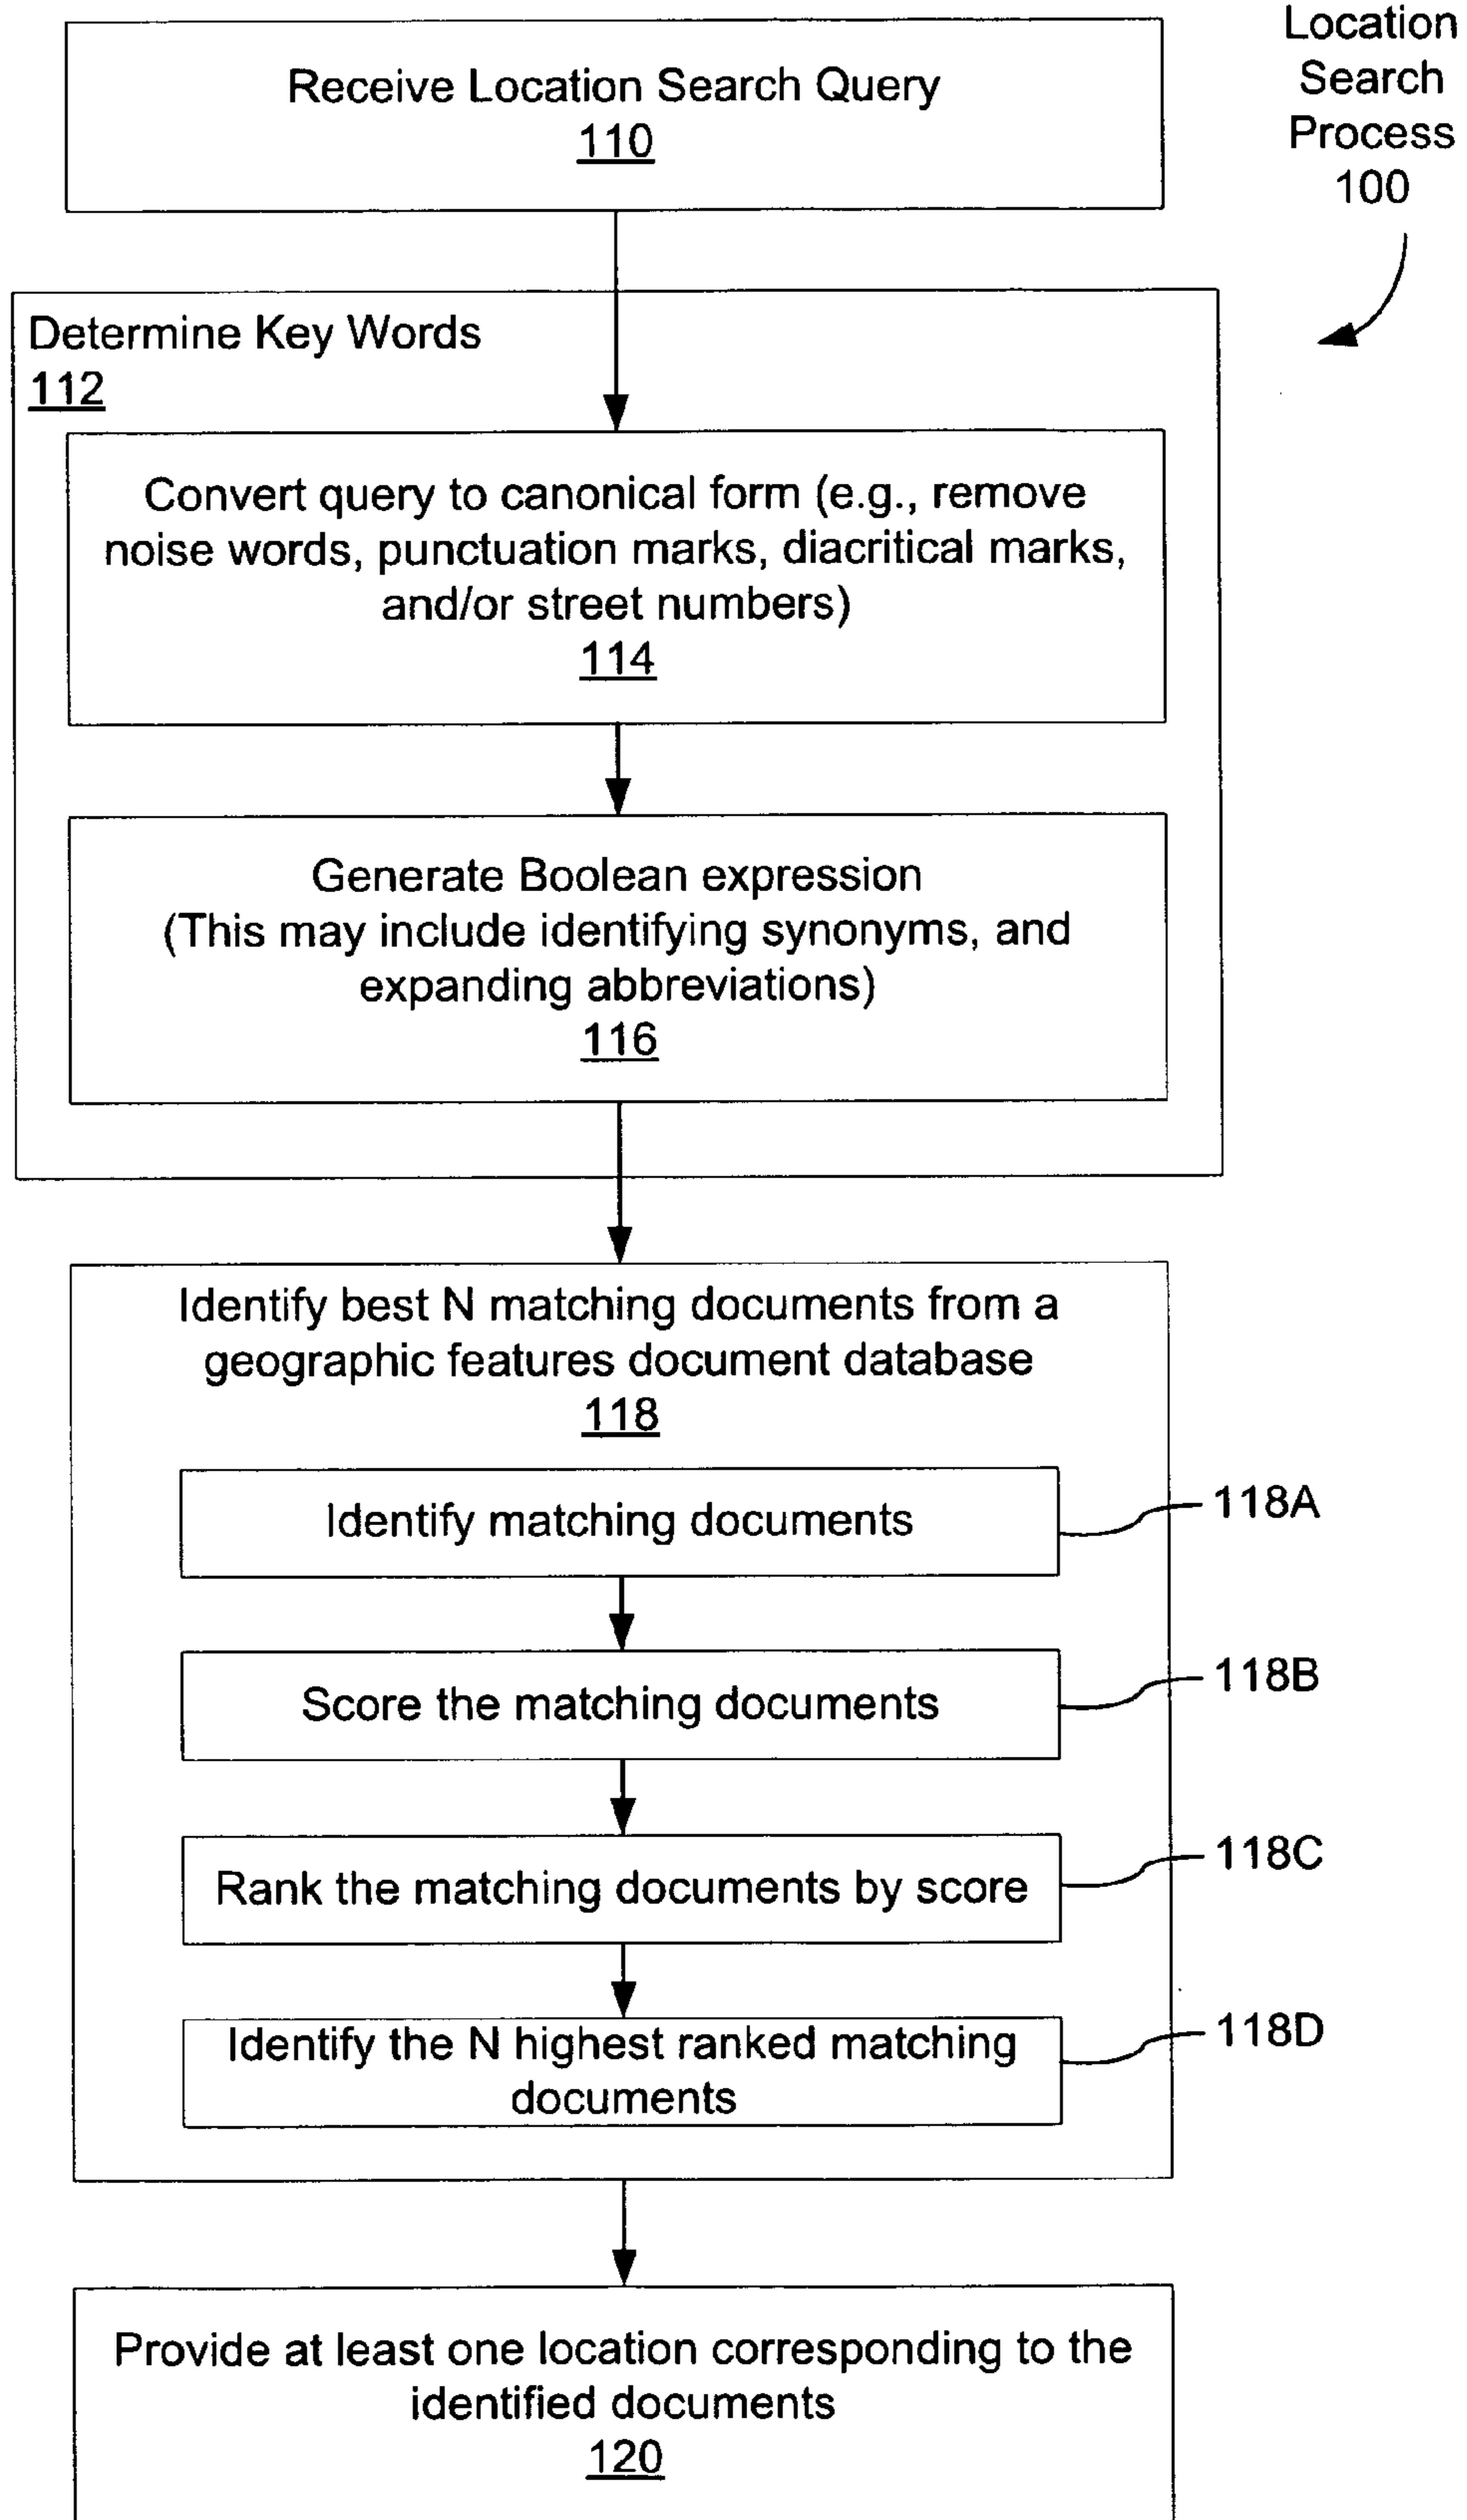 Location
Search
Process
100
Receive Location Search Query
110
Determine Key Words
112
Convert query to canonical form (e.g., remove
noise words, punctuation marks, diacritical marks,
and/or street numbers)
114
Generate Boolean expression
(This may include identifying synonyms, and
expanding abbreviations)
116
Identify best N matching documents from a
geographic features document database
118
Identify matching documents
118A
Score the matching documents
118B
Rank the matching documents by score
118C
Identify the N highest ranked matching
documents
118D
Provide at least one location corresponding to the
identified documents
120